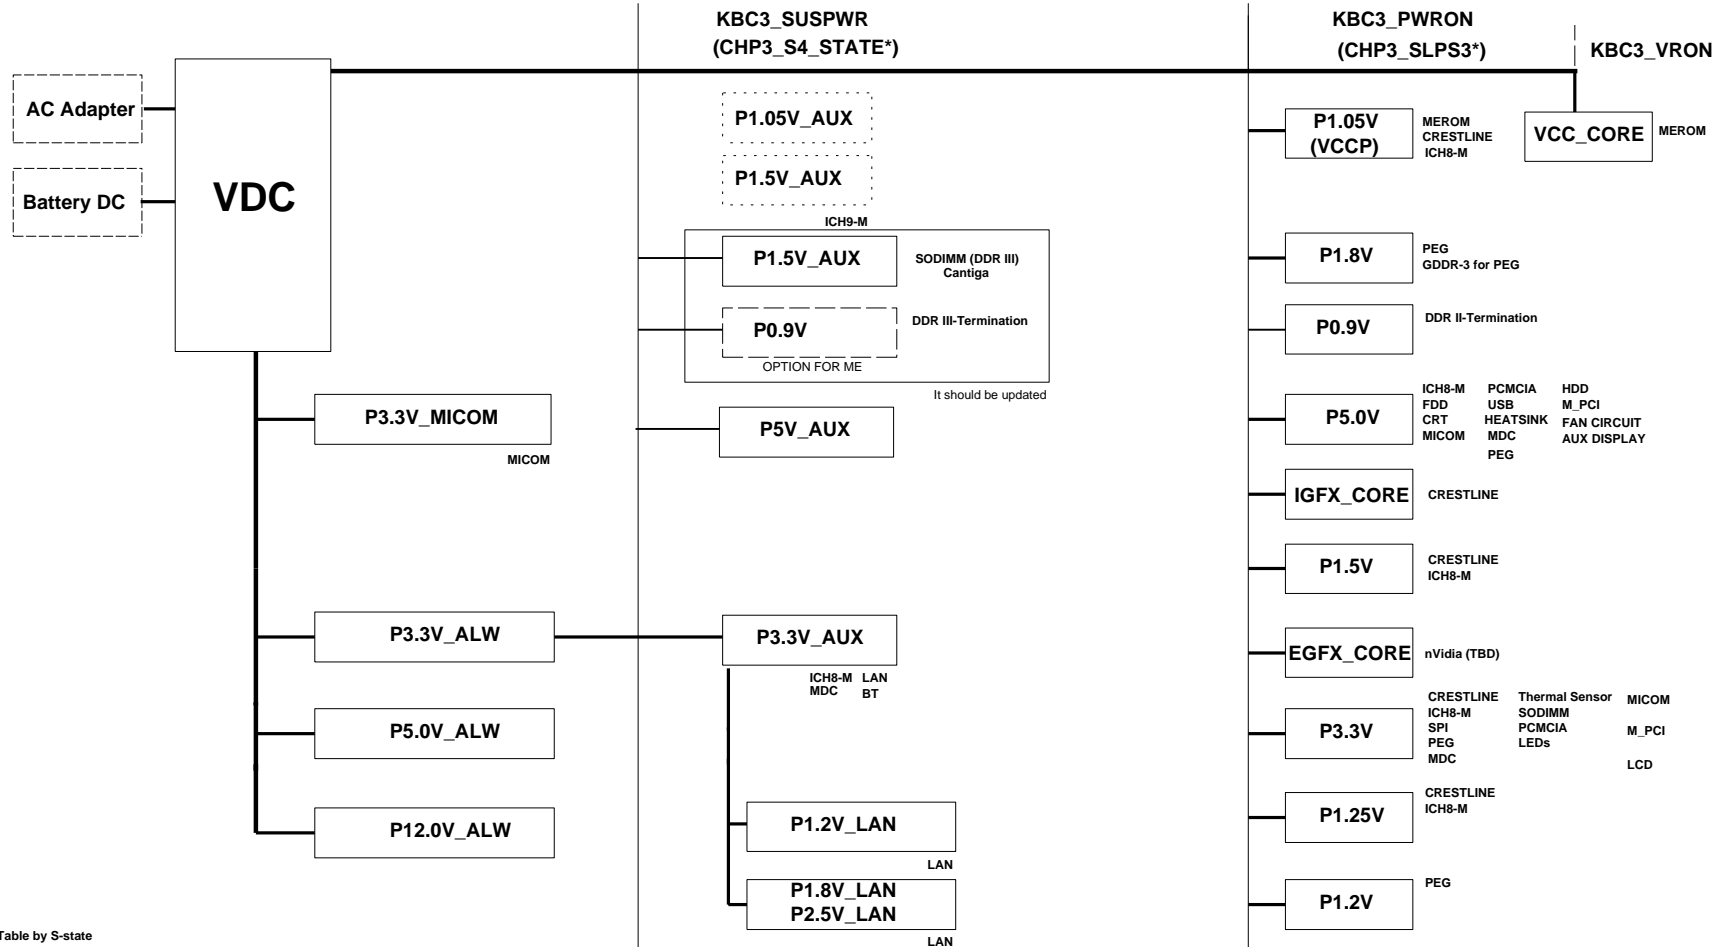 KBC3_SUSPWR
(CHP3_S4_STATE*)
KBC3_PWRON
(CHP3_SLPS3*)
KBC3_VRON
AC Adapter
Battery DC
VDC
P1.05V_AUX
P1.5V_AUX
ICH9-M
P1.5V_AUX
SODIMM (DDR III)
Cantiga
P0.9V
DDR III-Termination
OPTION FOR ME
It should be updated
P5V_AUX
P3.3V_MICOM
MICOM
P3.3V_ALW
P5.0V_ALW
P12.0V_ALW
P3.3V_AUX
ICH8-M LAN
MDC BT
P1.2V_LAN
LAN
P1.8V_LAN
P2.5V_LAN
LAN
P1.05V
(VCCP)
MEROM
CRESTLINE
ICH8-M
VCC_CORE
MEROM
P1.8V
PEG
GDDR-3 for PEG
P0.9V
DDR II-Termination
P5.0V
ICH8-M PCMCIA HDD
FDD USB M_PCI
CRT HEATSINK FAN CIRCUIT
MICOM MDC AUX DISPLAY
PEG
IGFX_CORE
CRESTLINE
P1.5V
CRESTLINE
ICH8-M
EGFX_CORE
nVidia (TBD)
P3.3V
CRESTLINE Thermal Sensor MICOM
ICH8-M SODIMM
SPI PCMCIA M_PCI
PEG LEDs
MDC LCD
P1.25V
CRESTLINE
ICH8-M
P1.2V
PEG
Table by S-state